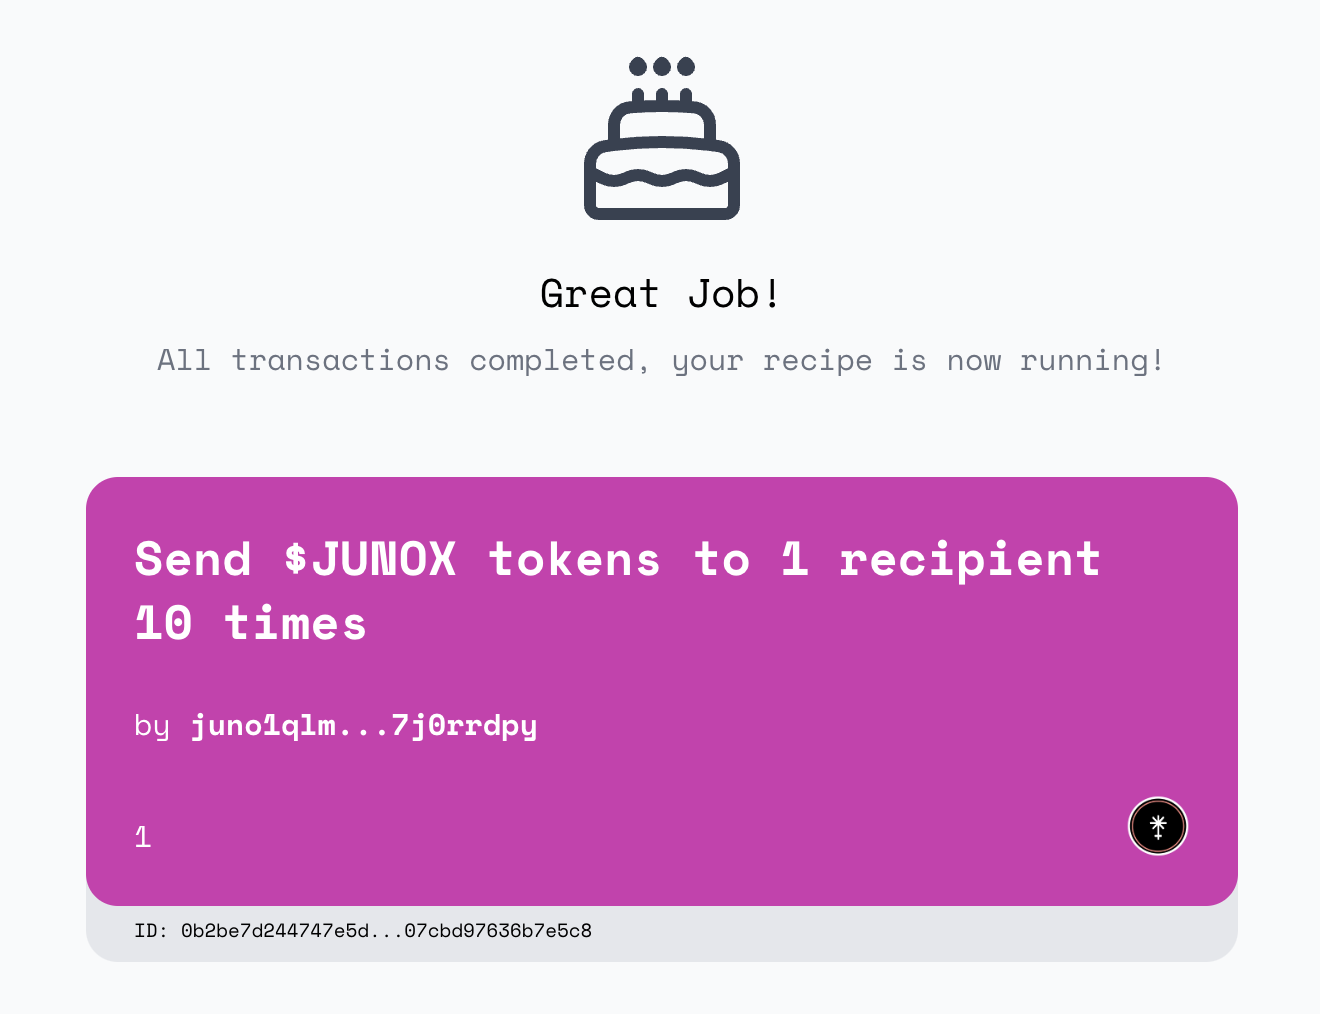 Great Job!
All transactions completed, your recipe is now running!
Send $JUNOX tokens to 1 recipient
10 times
by juno1qlm...7j0rrdpy
1
ID: 0b2be7d244747e5d...07cbd97636b7e5c8